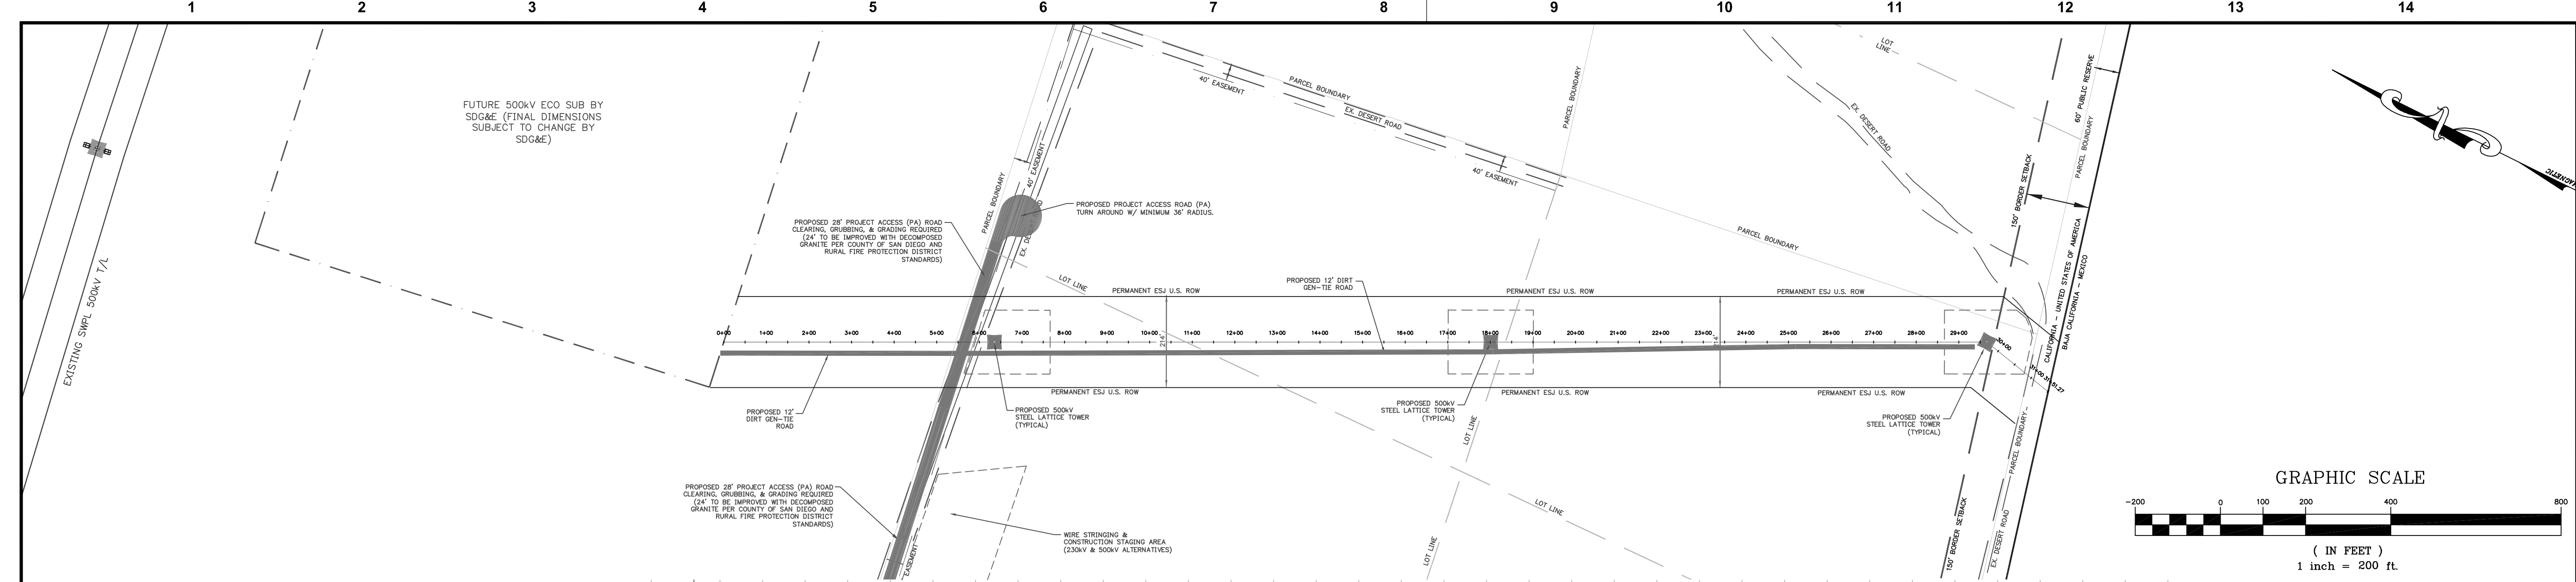 1 2 3 4 5 6 7 8 9 10 11 12 13 14
FUTURE 500kV ECO SUB BY
SDG&E (FINAL DIMENSIONS
SUBJECT TO CHANGE BY
SDG&E)
EXISTING SWPL 500kV T/L
PROPOSED 28' PROJECT ACCESS (PA) ROAD
CLEARING, GRUBBING, & GRADING REQUIRED
(24' TO BE IMPROVED WITH DECOMPOSED
GRANITE PER COUNTY OF SAN DIEGO AND
RURAL FIRE PROTECTION DISTRICT
STANDARDS)
PARCEL BOUNDARY
40' EASEMENT
PROPOSED PROJECT ACCESS ROAD (PA)
TURN AROUND W/ MINIMUM 36' RADIUS.
40' EASEMENT
PARCEL BOUNDARY
EX. DESERT ROAD
40' EASEMENT
PARCEL BOUNDARY
LOT
LINE
EX. DESERT ROAD
PARCEL BOUNDARY
60' PUBLIC RESERVE
PARCEL BOUNDARY
150' BORDER SETBACK
CALIFORNIA - UNITED STATES OF AMERICA
BAJA CALIFORNIA - MEXICO
LOT LINE
PROPOSED 12' DIRT
GEN-TIE ROAD
PERMANENT ESJ U.S. ROW
PERMANENT ESJ U.S. ROW
PERMANENT ESJ U.S. ROW
0+00 1+00 2+00 3+00 4+00 5+00 6+00 7+00 8+00 9+00 10+00 11+00 12+00 13+00 14+00 15+00 16+00 17+00 18+00 19+00 20+00 21+00 22+00 23+00 24+00 25+00 26+00 27+00 28+00 29+00
30+00
31+00
31+51.27
214'
PERMANENT ESJ U.S. ROW
PERMANENT ESJ U.S. ROW
PERMANENT ESJ U.S. ROW
PROPOSED 12'
DIRT GEN-TIE
ROAD
PROPOSED 500kV
STEEL LATTICE TOWER
(TYPICAL)
PROPOSED 500kV
STEEL LATTICE TOWER
(TYPICAL)
PROPOSED 500kV
STEEL LATTICE TOWER
(TYPICAL)
LOT LINE
PROPOSED 28' PROJECT ACCESS (PA) ROAD
CLEARING, GRUBBING, & GRADING REQUIRED
(24' TO BE IMPROVED WITH DECOMPOSED
GRANITE PER COUNTY OF SAN DIEGO AND
RURAL FIRE PROTECTION DISTRICT
STANDARDS)
EASEMENT
WIRE STRINGING &
CONSTRUCTION STAGING AREA
(230kV & 500kV ALTERNATIVES)
LOT LINE
LOT LINE
150' BORDER SETBACK
PARCEL BOUNDARY
EX. DESERT ROAD
GRAPHIC SCALE
-200 0 100 200 400 800
( IN FEET )
1 inch = 200 ft.